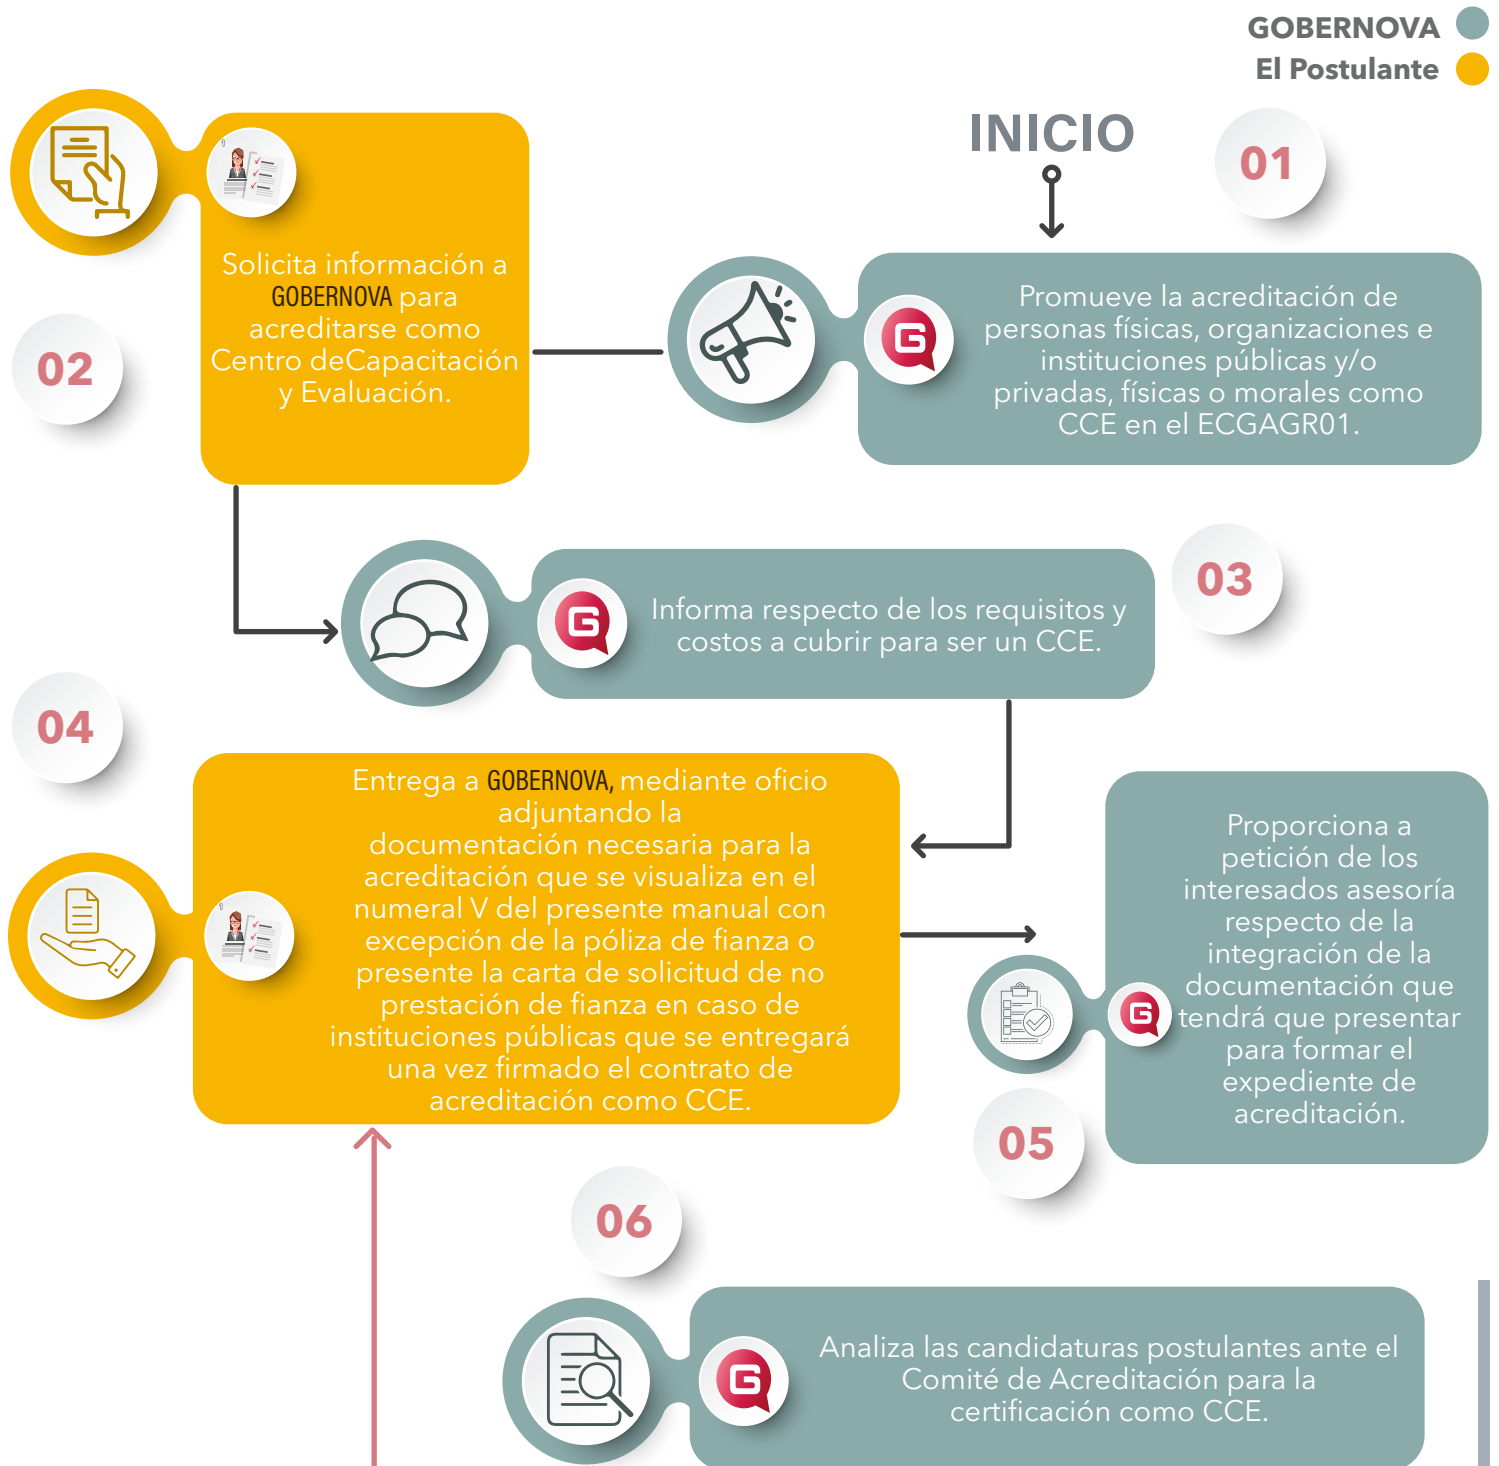 GOBERNOVA
El Postulante
INICIO
01
Promueve la acreditación de
personas físicas, organizaciones e
instituciones públicas y/o
privadas, físicas o morales como
CCE en el ECGAGR01.
G
02
Solicita información a
GOBERNOVA para
acreditarse como
Centro deCapacitación
y Evaluación.
03
G
Informa respecto de los requisitos y
costos a cubrir para ser un CCE.
04
Entrega a GOBERNOVA, mediante oficio
adjuntando la
documentación necesaria para la
acreditación que se visualiza en el
numeral V del presente manual con
excepción de la póliza de fianza o
presente la carta de solicitud de no
prestación de fianza en caso de
instituciones públicas que se entregará
una vez firmado el contrato de
acreditación como CCE.
05
G
Proporciona a
petición de los
interesados asesoría
respecto de la
integración de la
documentación que
tendrá que presentar
para formar el
expediente de
acreditación.
06
G
Analiza las candidaturas postulantes ante el
Comité de Acreditación para la
certificación como CCE.